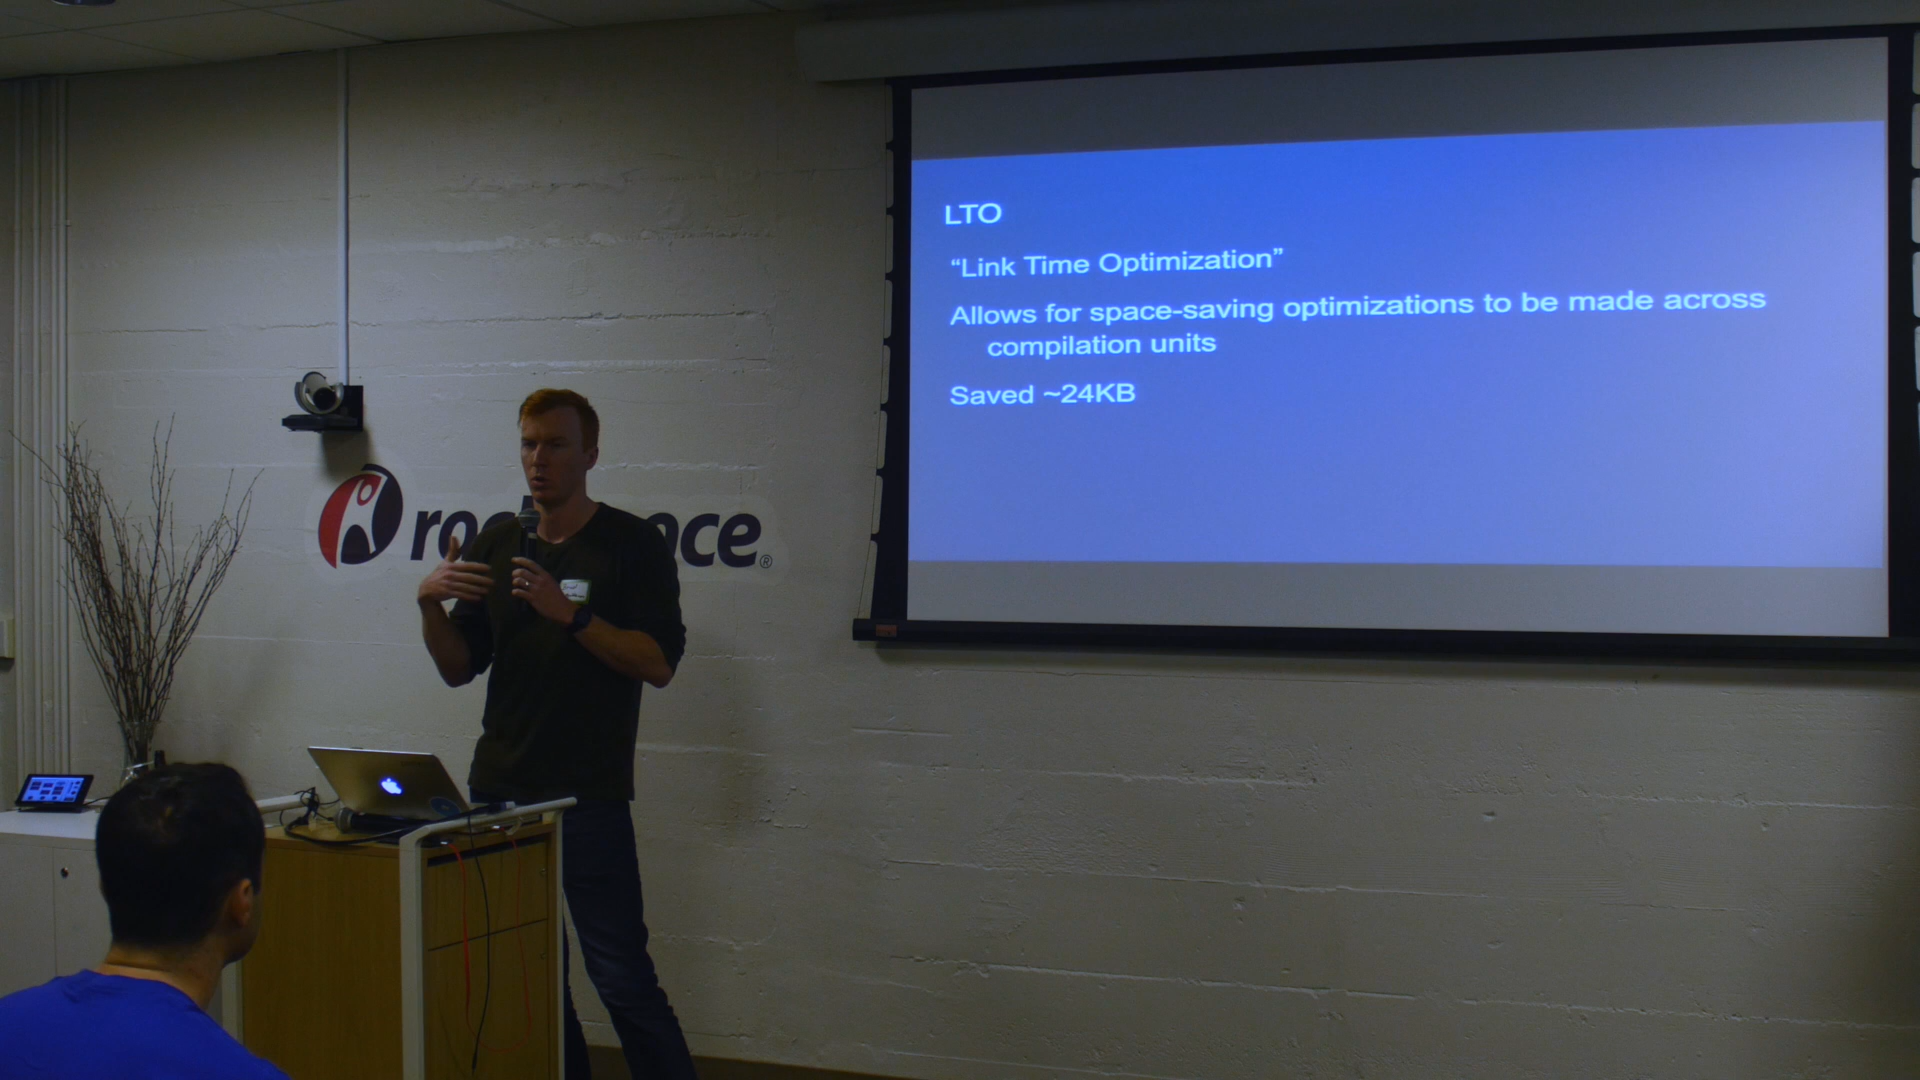 LTO
“Link Time Optimization”
Allows for space-saving optimizations to be made across
compilation units
Saved ~24KB
®